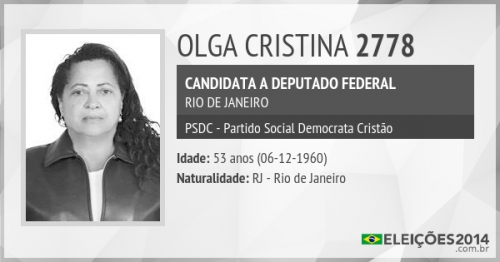 OLGA CRISTINA 2778
CANDIDATA A DEPUTADO FEDERAL
RIO DE JANEIRO
PSDC - Partido Social Democrata Cristão
Idade: 53 anos (06-12-1960)
Naturalidade: RJ - Rio de Janeiro
ELEIÇÕES2014
.com.br